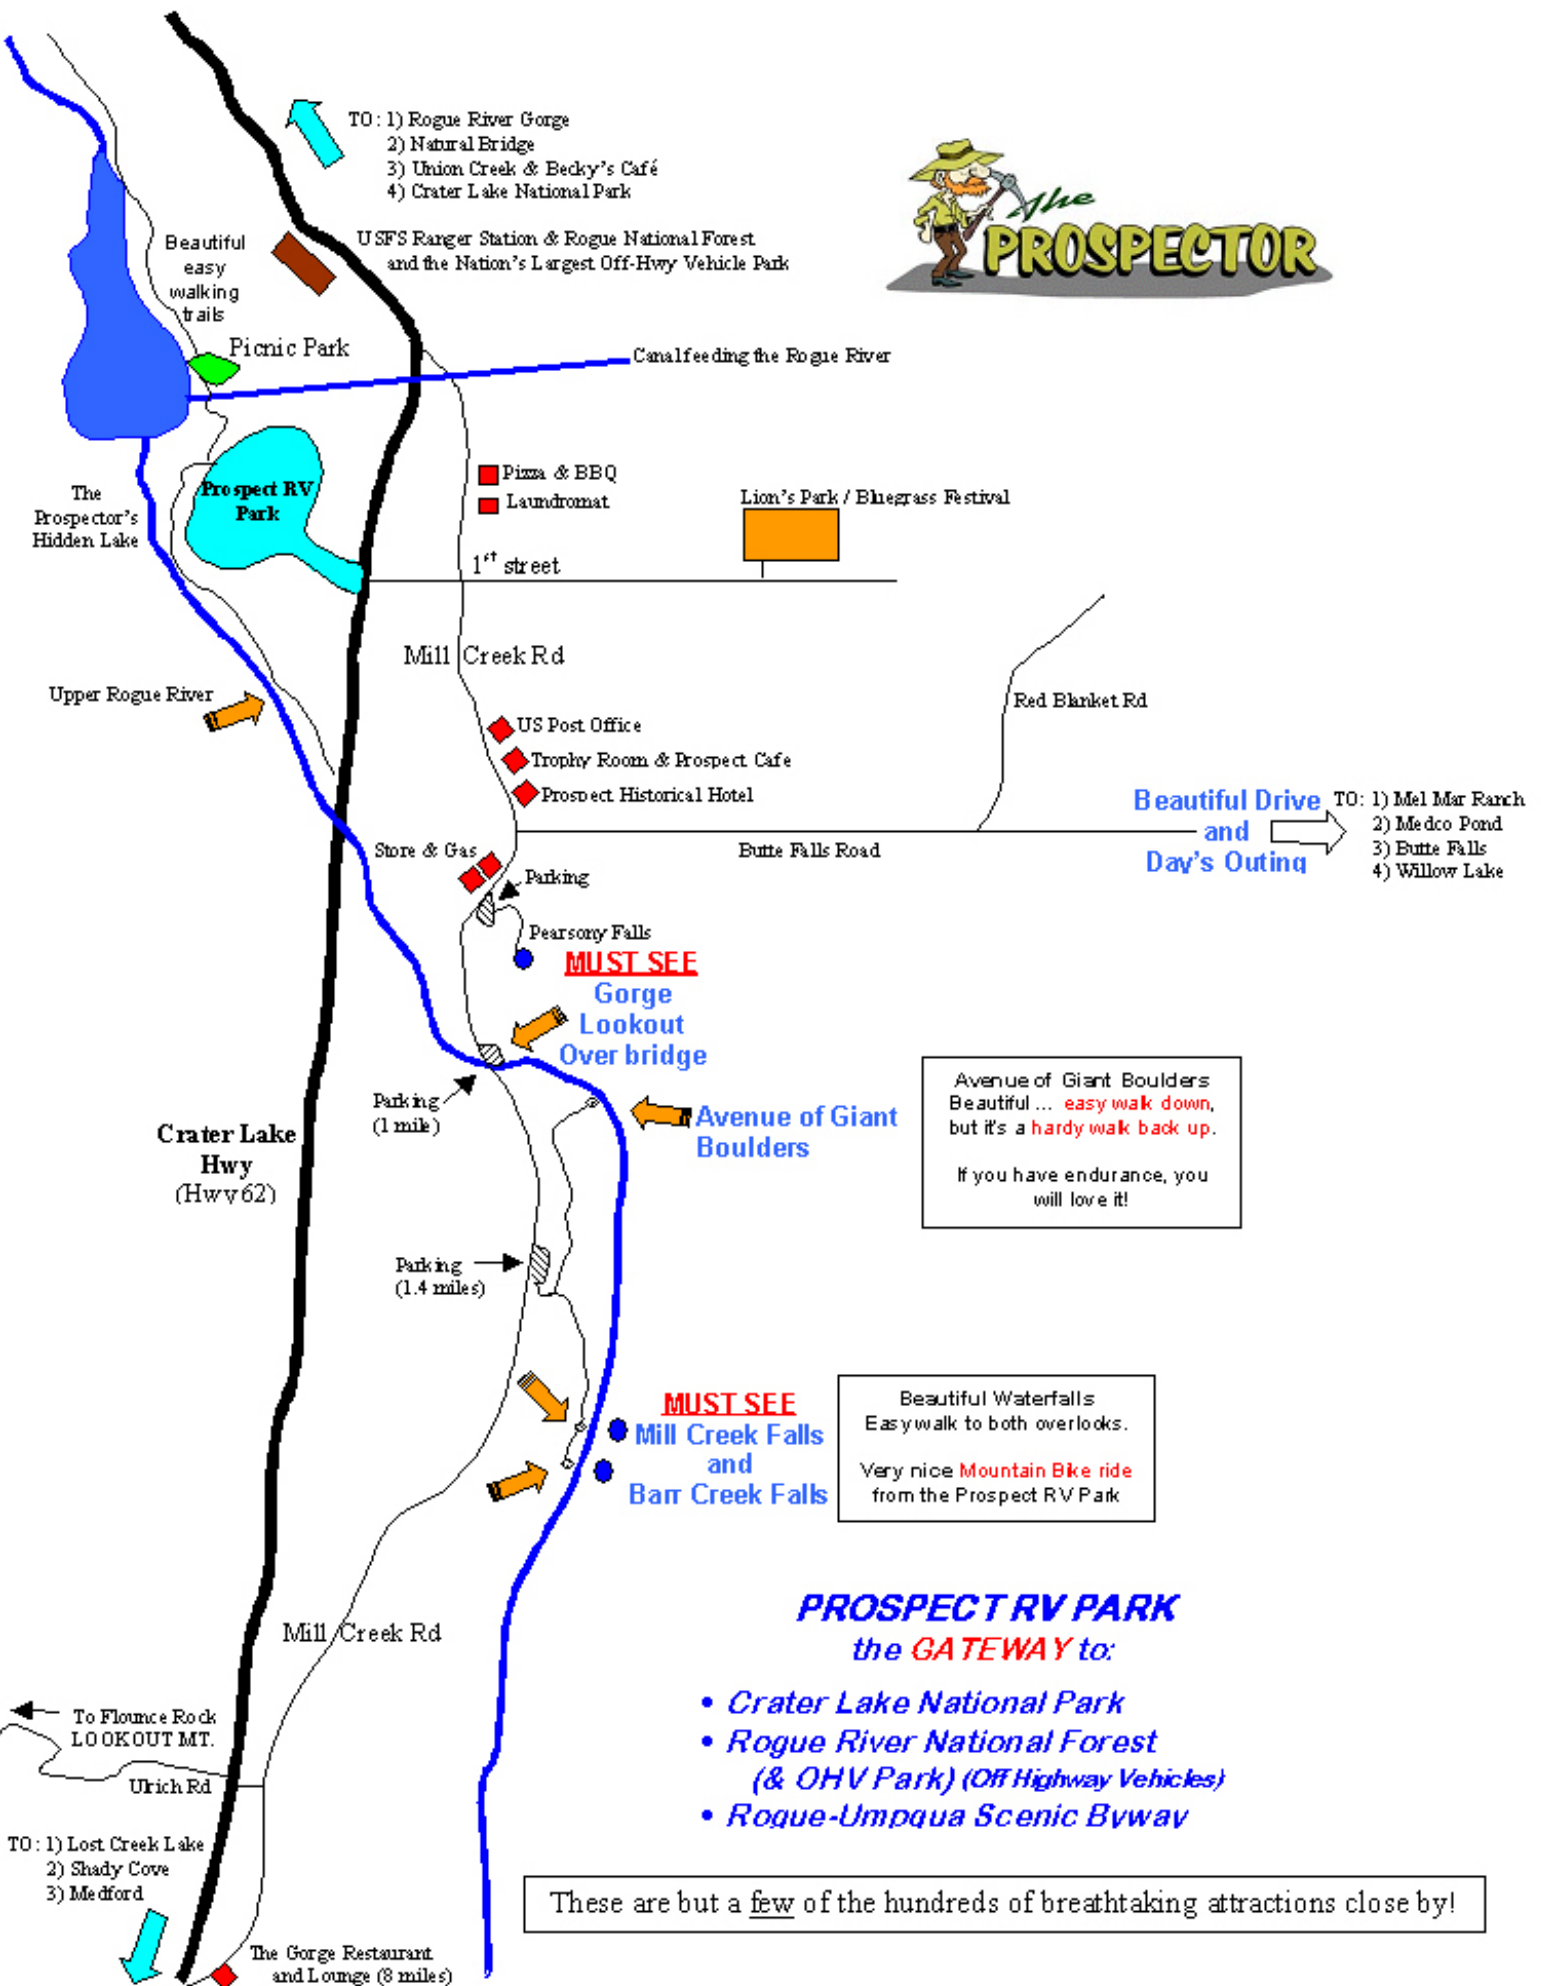 TO: 1) Rogue River Gorge
2) Natural Bridge
3) Union Creek & Becky's Café
4) Crater Lake National Park
The
PROSPECTOR
USFS Ranger Station & Rogue National Forest
and the Nation's Largest Off-Hwy Vehicle Park
Beautiful
easy
walking
trails
Picnic Park
Canal feeding the Rogue River
Prospect RV
Park
The
Prospector's
Hidden Lake
Pizza & BBQ
Laundromat
Lion's Park / Bluegrass Festival
1st street
Mill Creek Rd
Upper Rogue River
Red Blanket Rd
US Post Office
Trophy Room & Prospect Cafe
Prospect Historical Hotel
Beautiful Drive
and
Day's Outing
TO: 1) Mel Mar Ranch
2) Medco Pond
3) Butte Falls
4) Willow Lake
Store & Gas
Butte Falls Road
Parking
Pearsony Falls
MUST SEE
Gorge
Lookout
Over bridge
Parking
(1 mile)
Avenue of Giant
Boulders
Avenue of Giant Boulders
Beautiful ... easy walk down,
but it's a hardy walk back up.
If you have endurance, you
will love it!
Crater Lake
Hwy
(Hwy 62)
Parking
(1.4 miles)
MUST SEE
Mill Creek Falls
and
Barr Creek Falls
Beautiful Waterfalls
Easy walk to both overlooks.
Very nice Mountain Bike ride
from the Prospect RV Park
PROSPECT RV PARK
the GATEWAY to:
• Crater Lake National Park
• Rogue River National Forest
(& OHV Park) (Off Highway Vehicles)
• Rogue-Umpqua Scenic Byway
Mill Creek Rd
To Flounce Rock
LOOKOUT MT.
Ulrich Rd
TO: 1) Lost Creek Lake
2) Shady Cove
3) Medford
These are but a few of the hundreds of breathtaking attractions close by!
The Gorge Restaurant
and Lounge (8 miles)